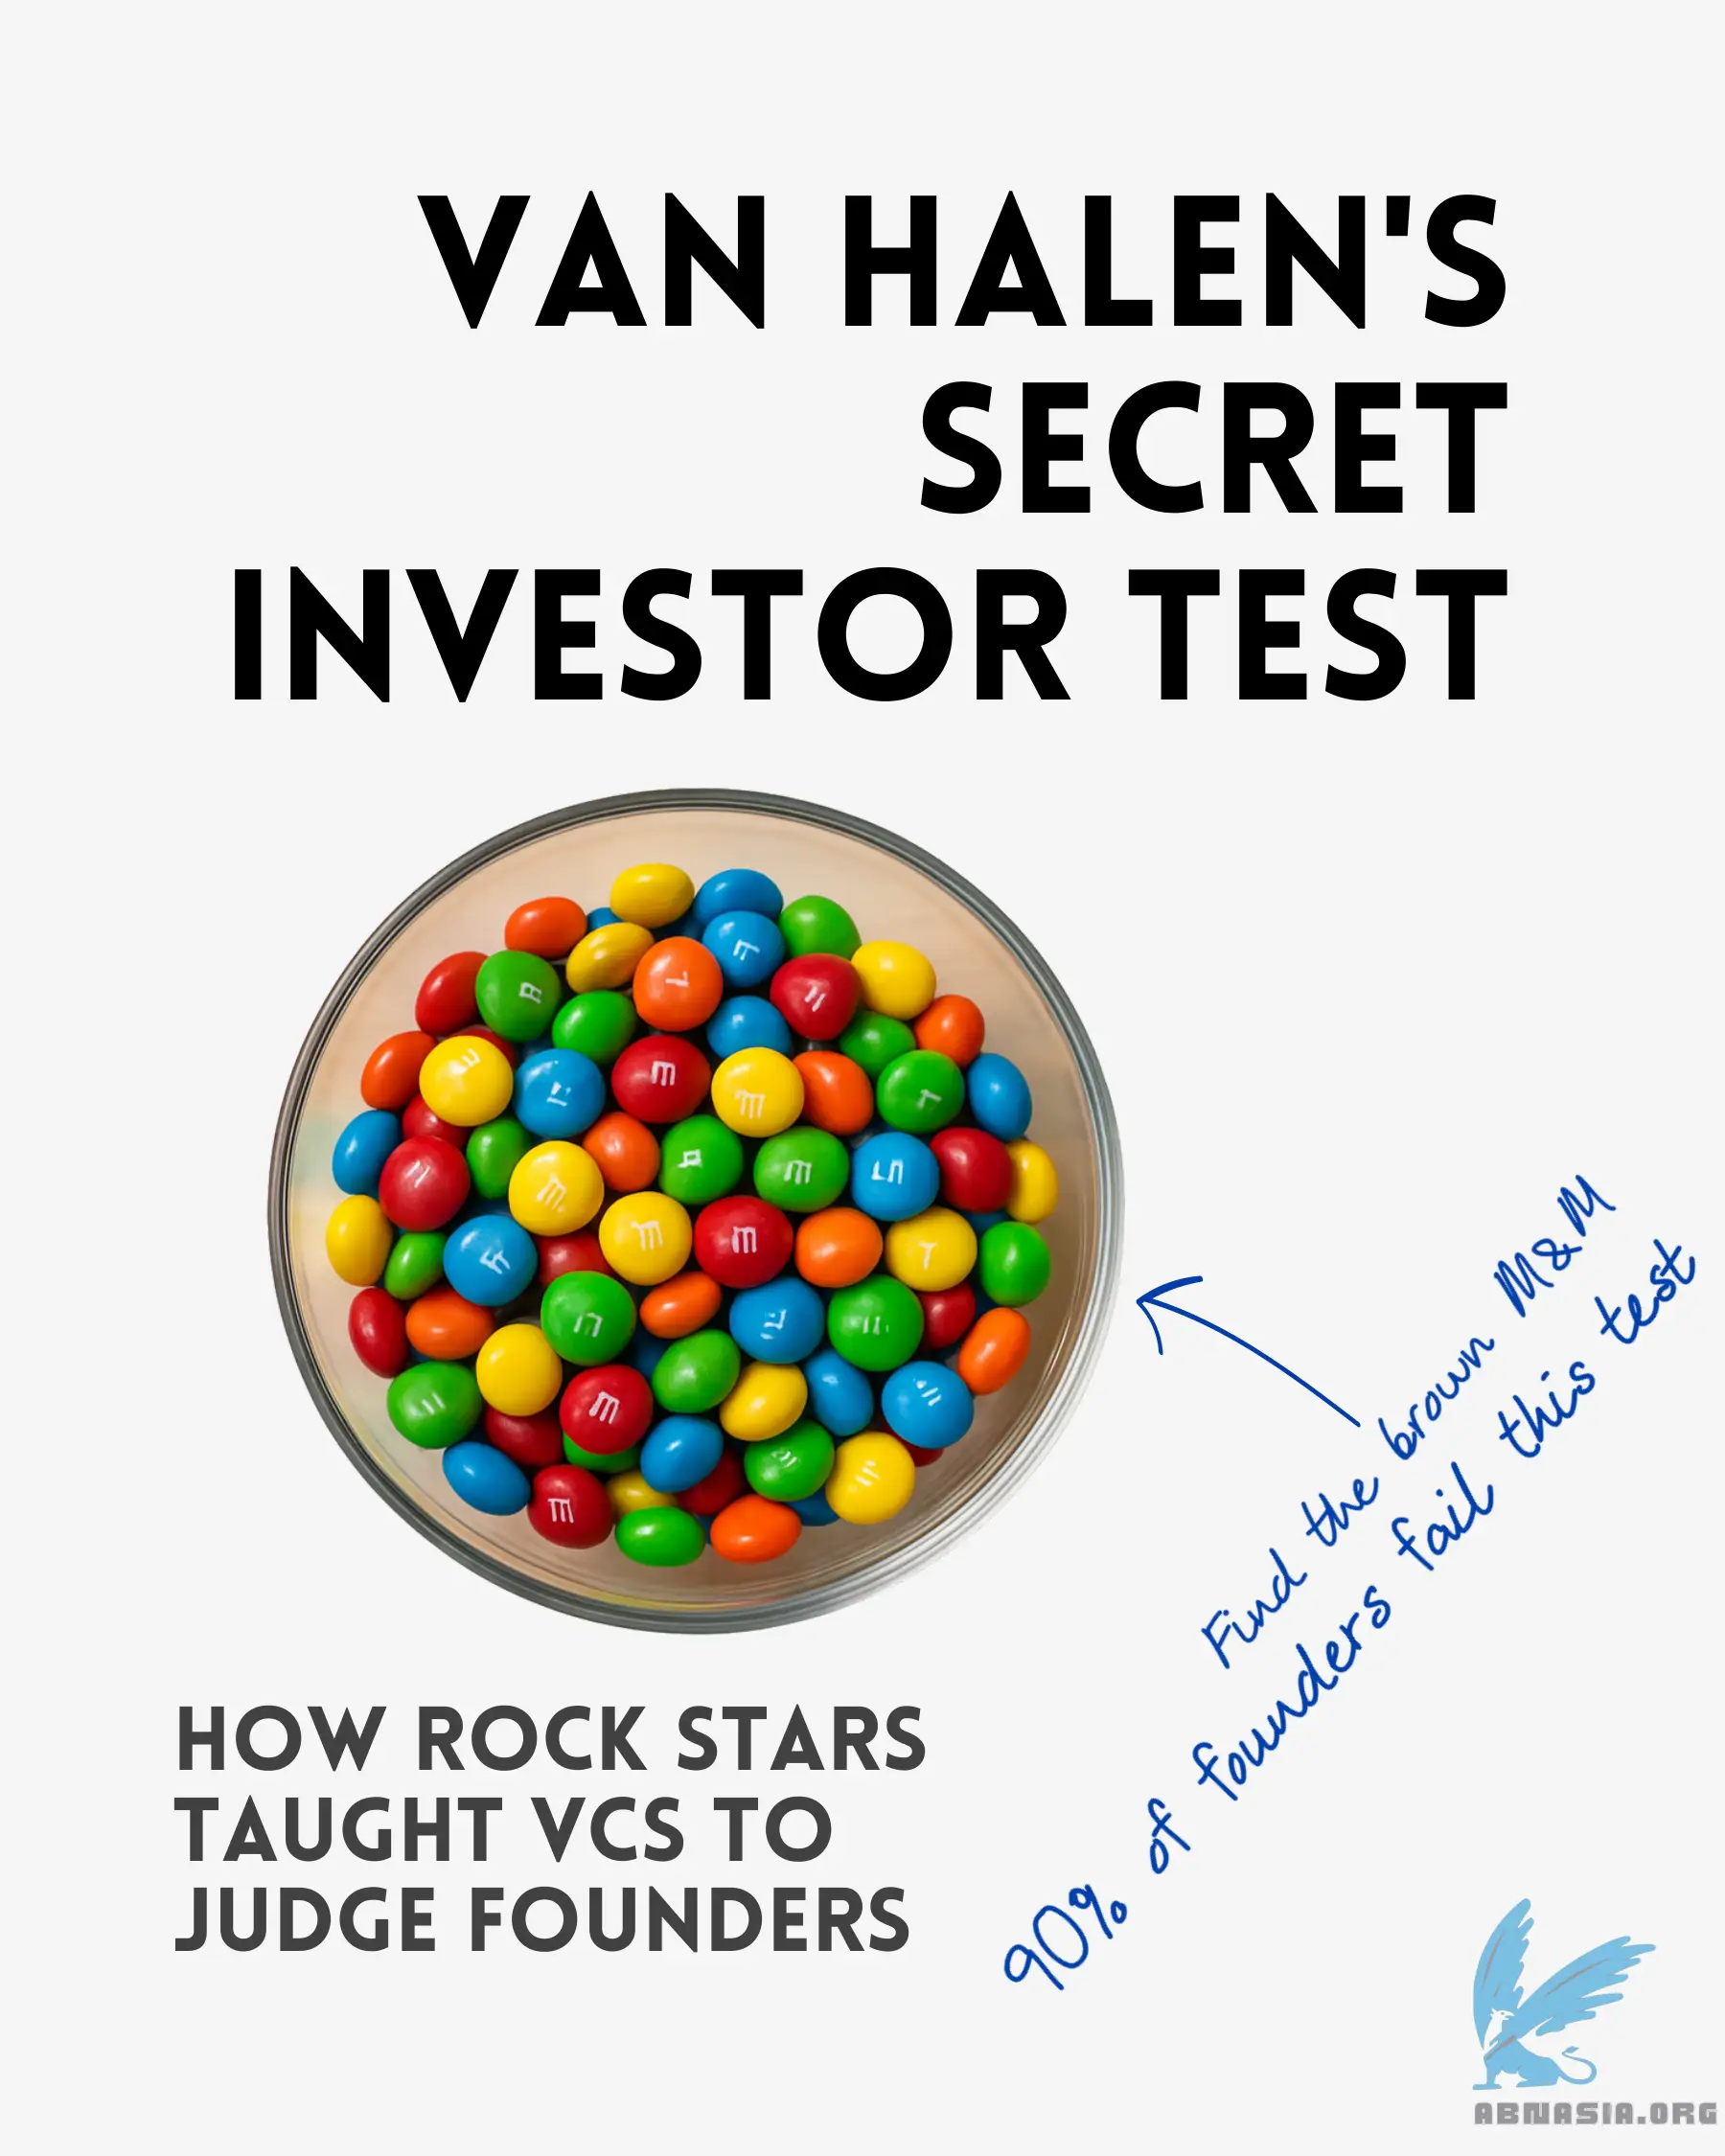 VAN HALEN'S
SECRET
INVESTOR TEST
Find the brown M&M
90% of founders fail this test
HOW ROCK STARS
TAUGHT VCS TO
JUDGE FOUNDERS
ABNASIA.ORG